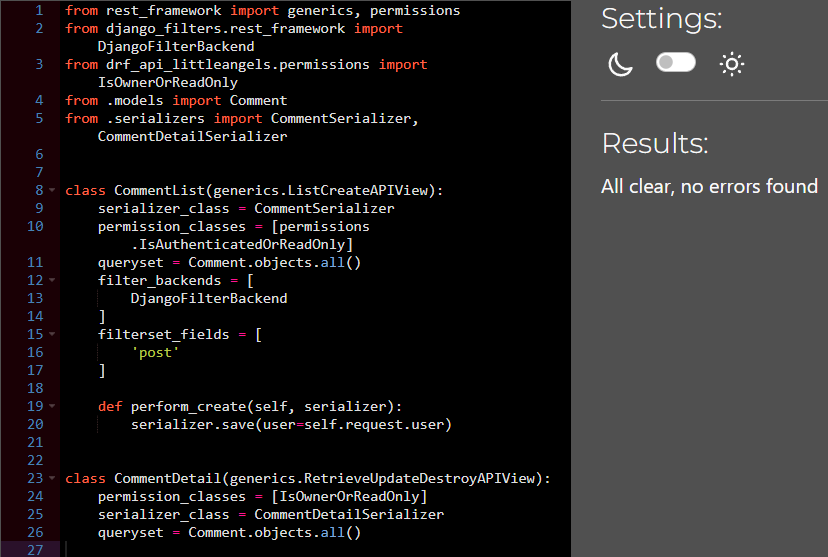 1 from rest_framework import generics, permissions
2 from django_filters.rest_framework import
DjangoFilterBackend
3 from drf_api_littleangels.permissions import
IsOwnerOrReadOnly
4 from .models import Comment
5 from .serializers import CommentSerializer,
CommentDetailSerializer
6
7
8 class CommentList(generics.ListCreateAPIView):
9     serializer_class = CommentSerializer
10     permission_classes = [permissions
.IsAuthenticatedOrReadOnly]
11     queryset = Comment.objects.all()
12     filter_backends = [
13         DjangoFilterBackend
14     ]
15     filterset_fields = [
16         'post'
17     ]
18
19     def perform_create(self, serializer):
20         serializer.save(user=self.request.user)
21
22
23 class CommentDetail(generics.RetrieveUpdateDestroyAPIView):
24     permission_classes = [IsOwnerOrReadOnly]
25     serializer_class = CommentDetailSerializer
26     queryset = Comment.objects.all()
27
Settings:
Results:
All clear, no errors found